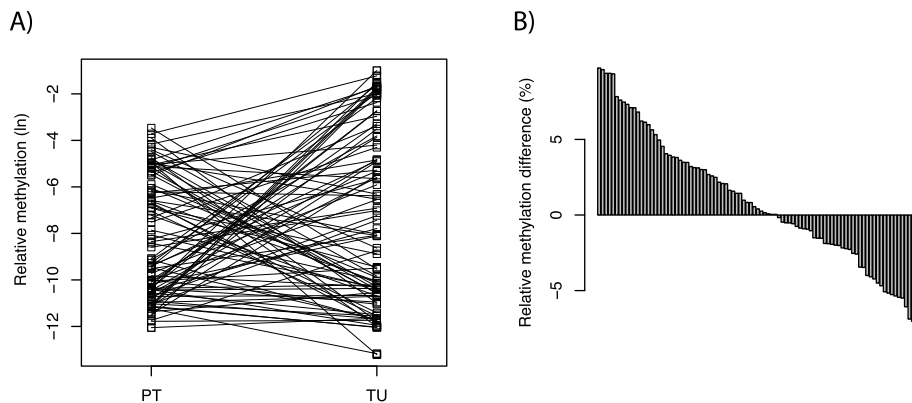 A)
Relative methylation (ln)
−2
−4
−6
−8
−10
−12
PT TU
B)
Relative methylation difference (%)
5
0
−5